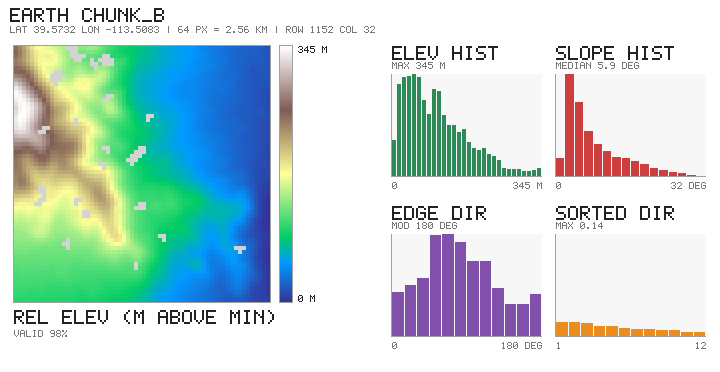 EARTH CHUNK_B
LAT 39.5732 LON -113.5083 | 64 PX = 2.56 KM | ROW 1152 COL 32
345 M
0 M
REL ELEV (M ABOVE MIN)
VALID 98%
ELEV HIST
MAX 345 M
0 345 M
SLOPE HIST
MEDIAN 5.9 DEG
0 32 DEG
EDGE DIR
MOD 180 DEG
0 180 DEG
SORTED DIR
MAX 0.14
1 12